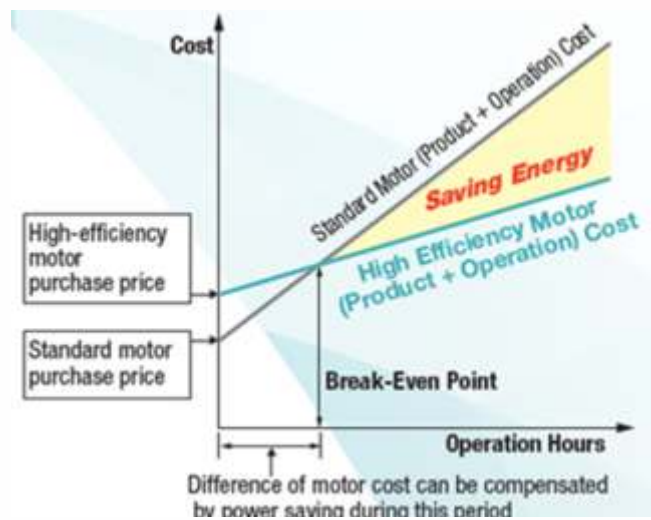 Cost
Standard Motor (Product + Operation) Cost
Saving Energy
High Efficiency Motor
(Product + Operation) Cost
High-efficiency
motor
purchase price
Standard motor
purchase price
Break-Even Point
Operation Hours
Difference of motor cost can be compensated
by power saving during this period